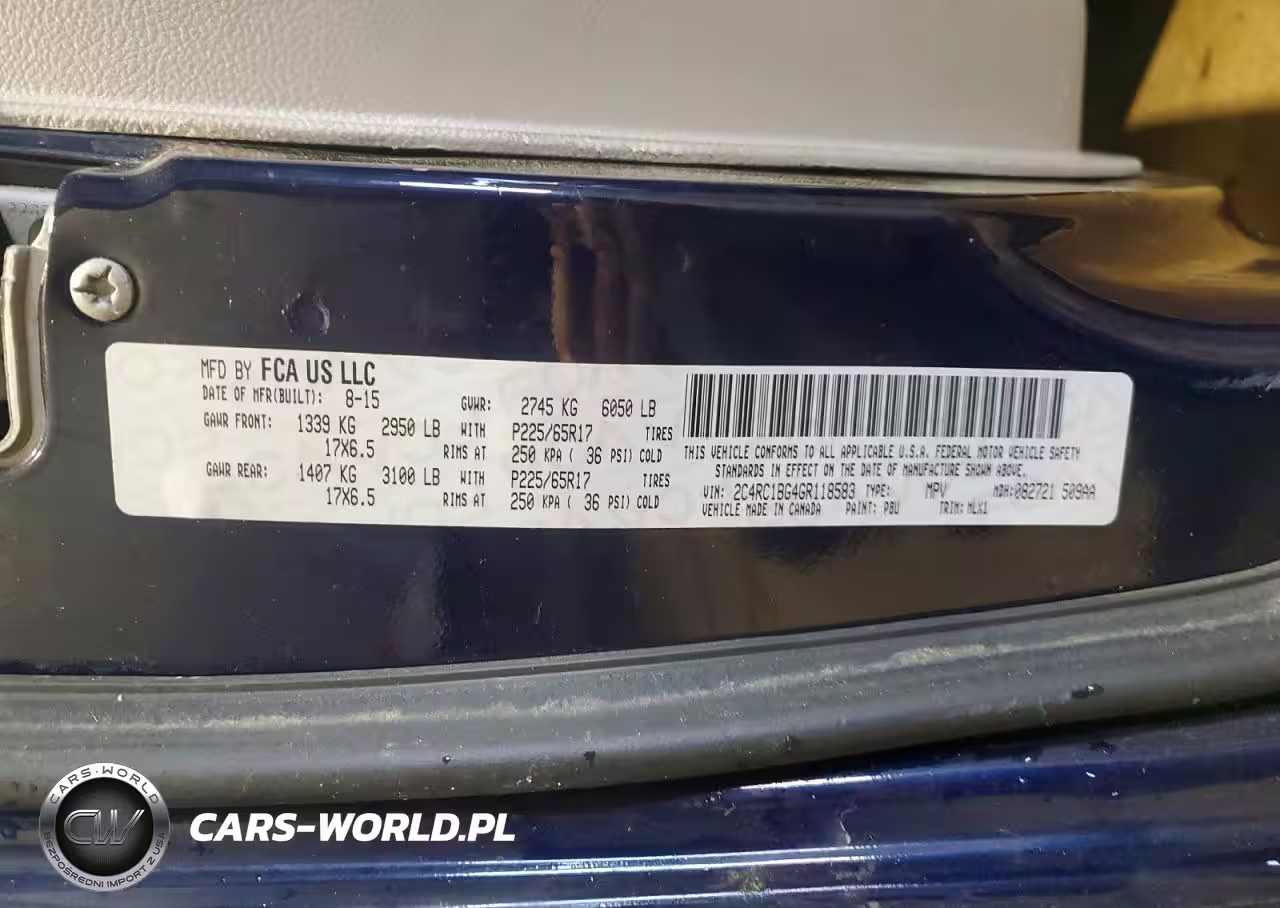 MFD BY FCA US LLC
DATE OF MFR(BUILT): 8-15 GVWR: 2745 KG 6050 LB
GAWR FRONT: 1339 KG 2950 LB WITH P225/65R17 TIRES
17X6.5 RIMS AT 250 KPA ( 36 PSI) COLD
GAWR REAR: 1407 KG 3100 LB WITH P225/65R17 TIRES
17X6.5 RIMS AT 250 KPA ( 36 PSI) COLD
THIS VEHICLE CONFORMS TO ALL APPLICABLE U.S.A. FEDERAL MOTOR VEHICLE SAFETY
STANDARDS IN EFFECT ON THE DATE OF MANUFACTURE SHOWN ABOVE.
VIN: 2C4RC1BG4GR118583 TYPE: MPV MDH:082721 509AA
VEHICLE MADE IN CANADA PAINT: PBU TRIM: MLX1
CARS-WORLD
CW
BEZPOŚREDNI IMPORT Z USA
CARS-WORLD.PL